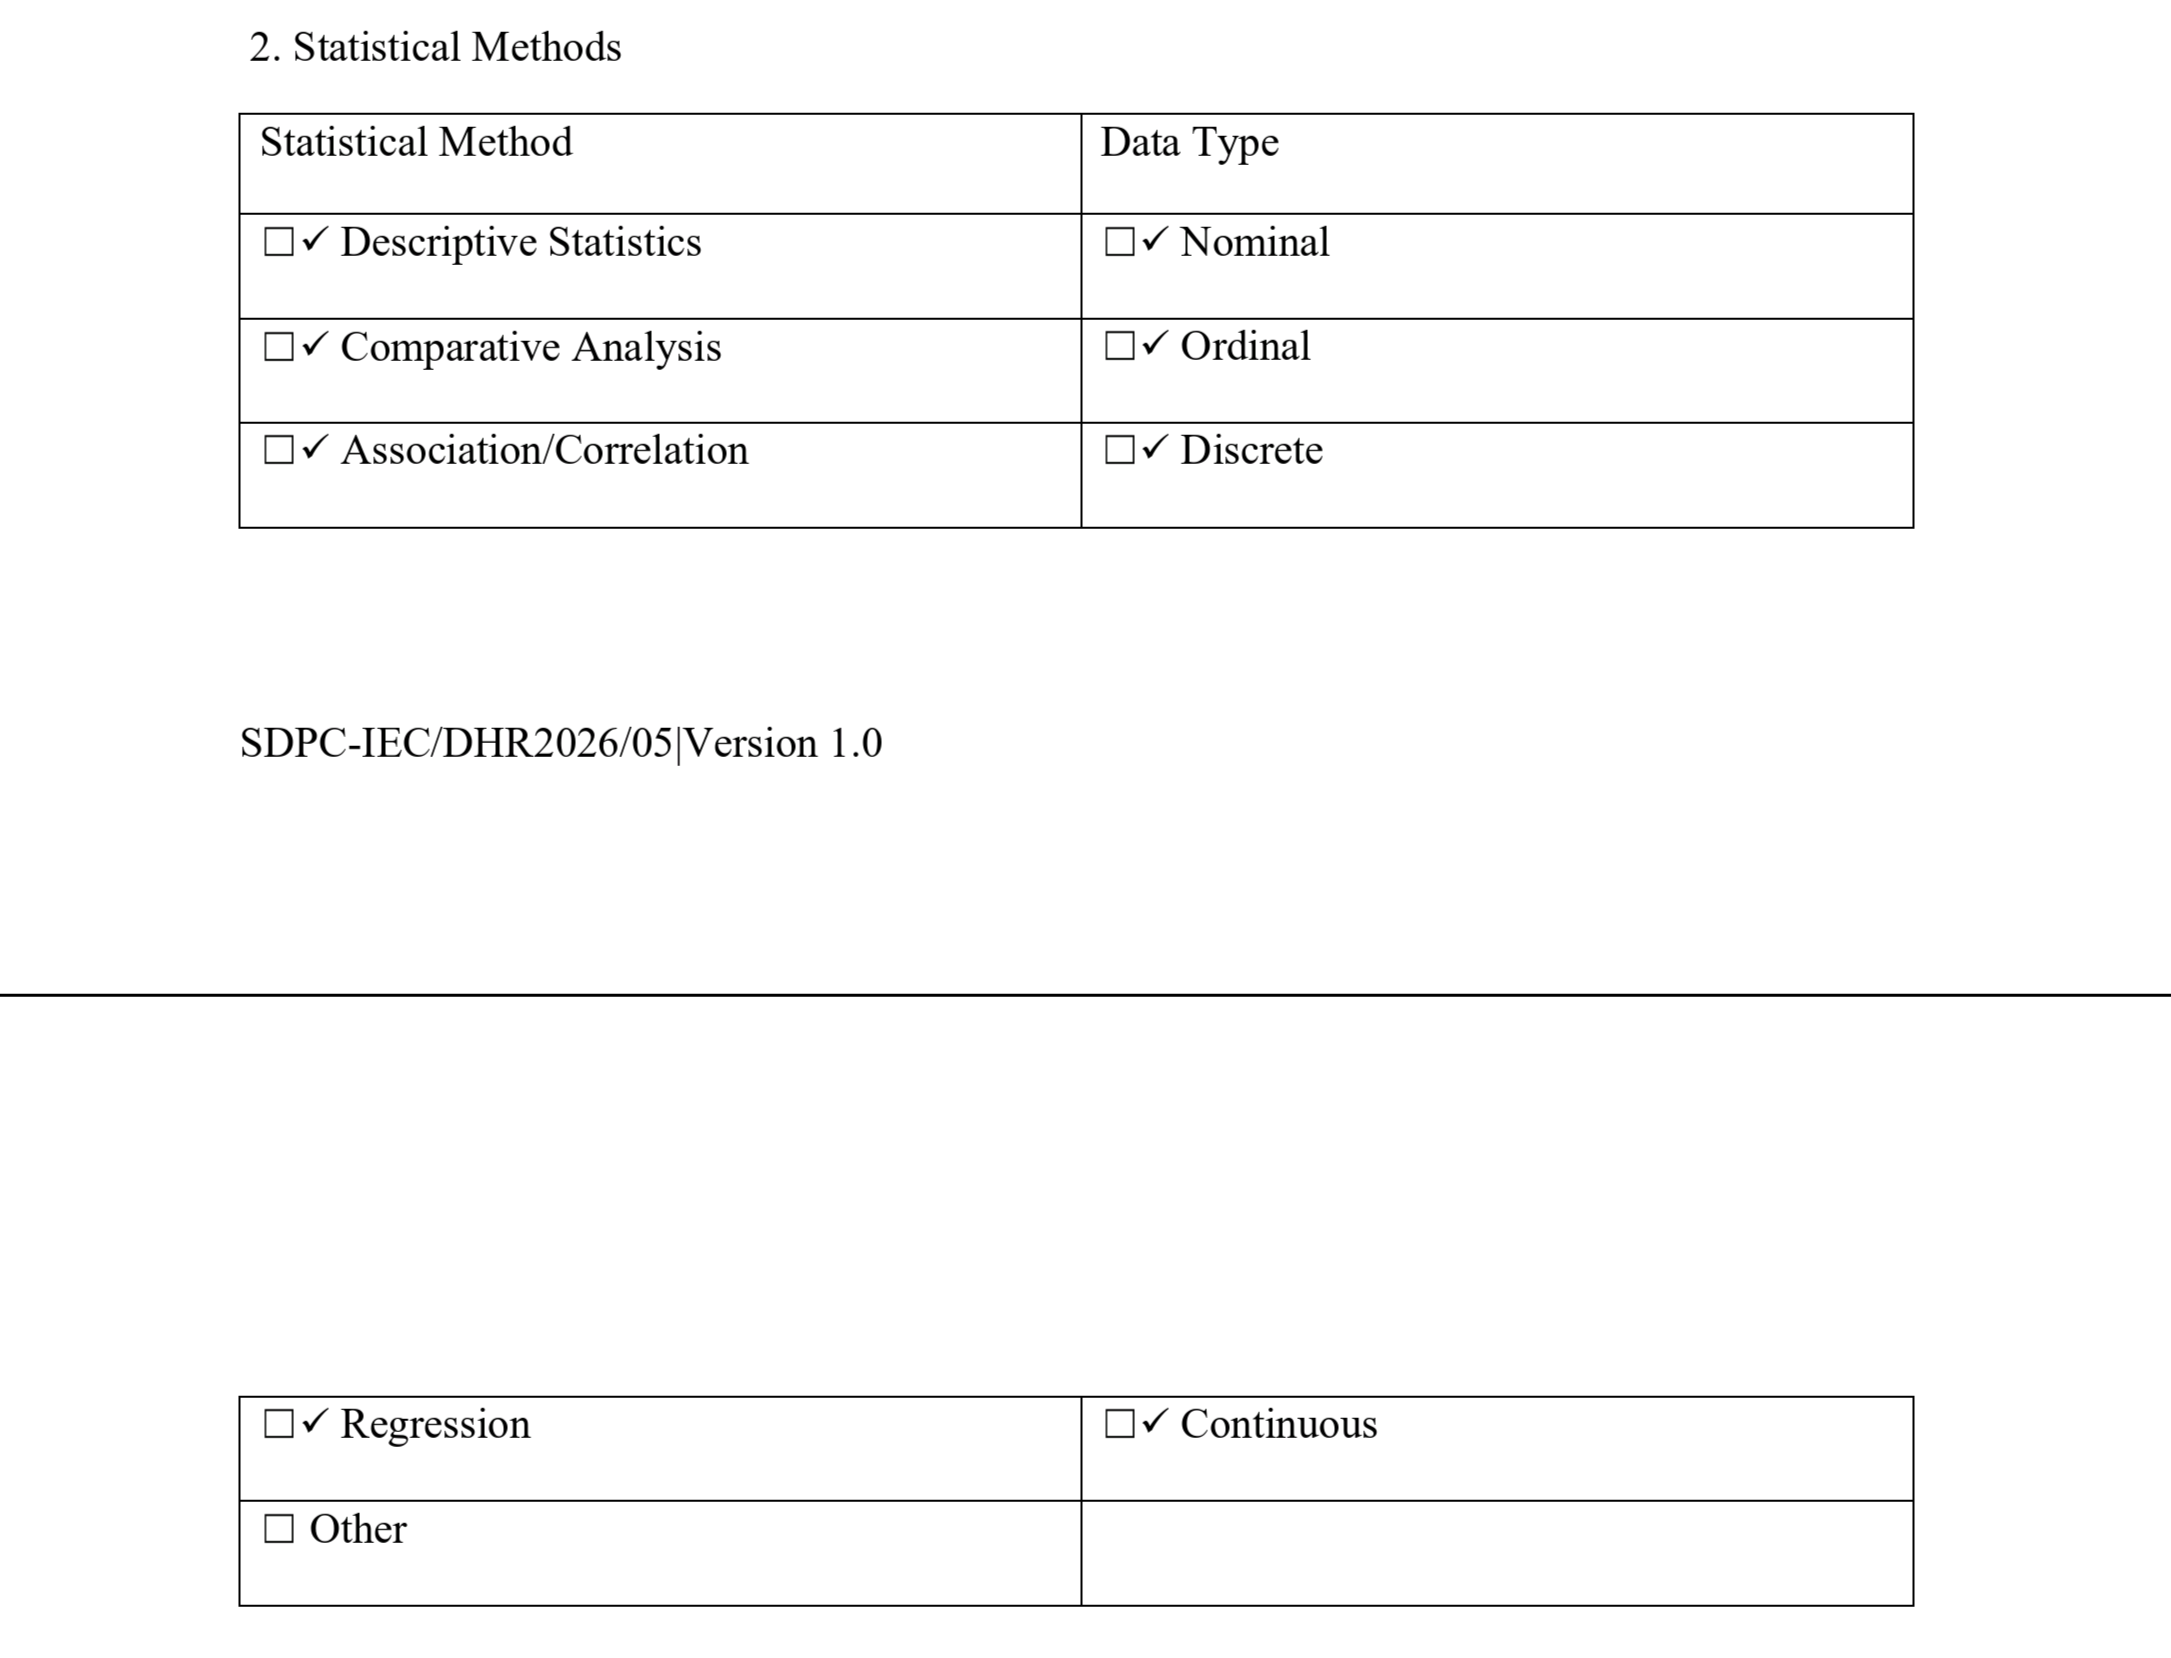 2. Statistical Methods
Statistical Method Data Type
☐✓ Descriptive Statistics ☐✓ Nominal
☐✓ Comparative Analysis ☐✓ Ordinal
☐✓ Association/Correlation ☐✓ Discrete
SDPC-IEC/DHR2026/05|Version 1.0
☐✓ Regression ☐✓ Continuous
☐ Other